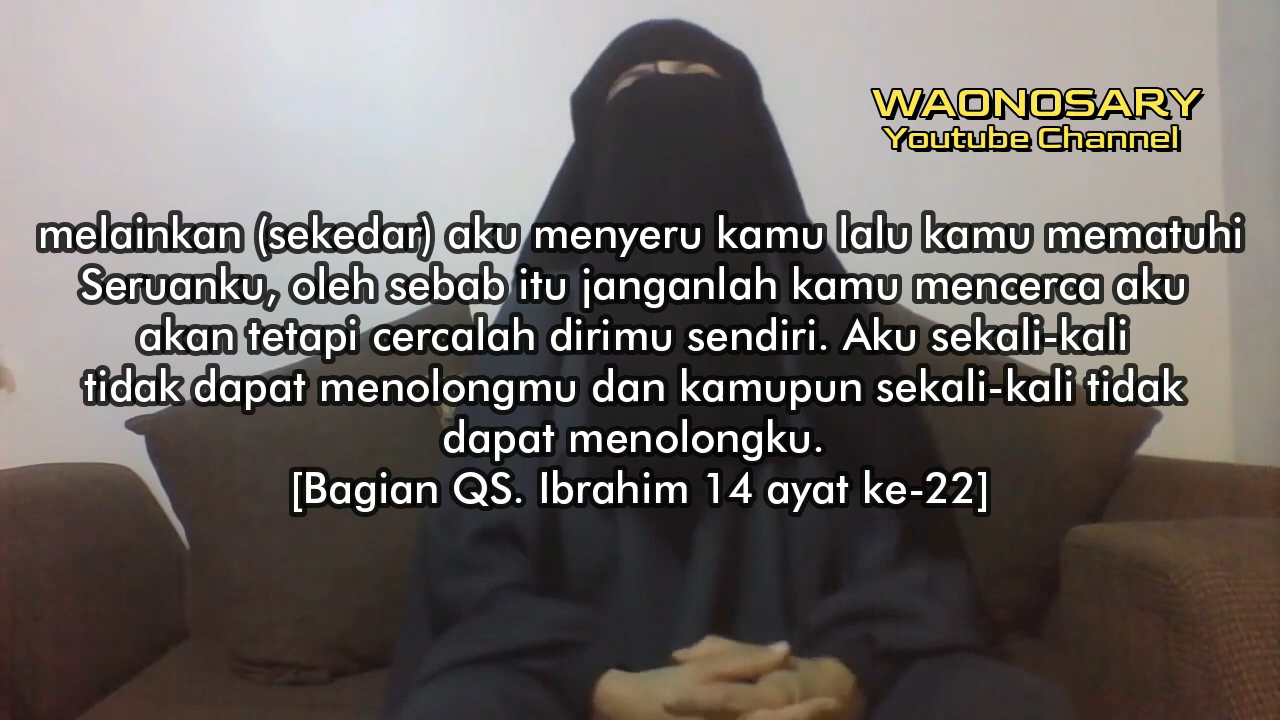 WAONOSARY
Youtube Channel
melainkan (sekedar) aku menyeru kamu lalu kamu mematuhi
Seruanku, oleh sebab itu janganlah kamu mencerca aku
akan tetapi cercalah dirimu sendiri. Aku sekali-kali
tidak dapat menolongmu dan kamupun sekali-kali tidak
dapat menolongku.
[Bagian QS. Ibrahim 14 ayat ke-22]